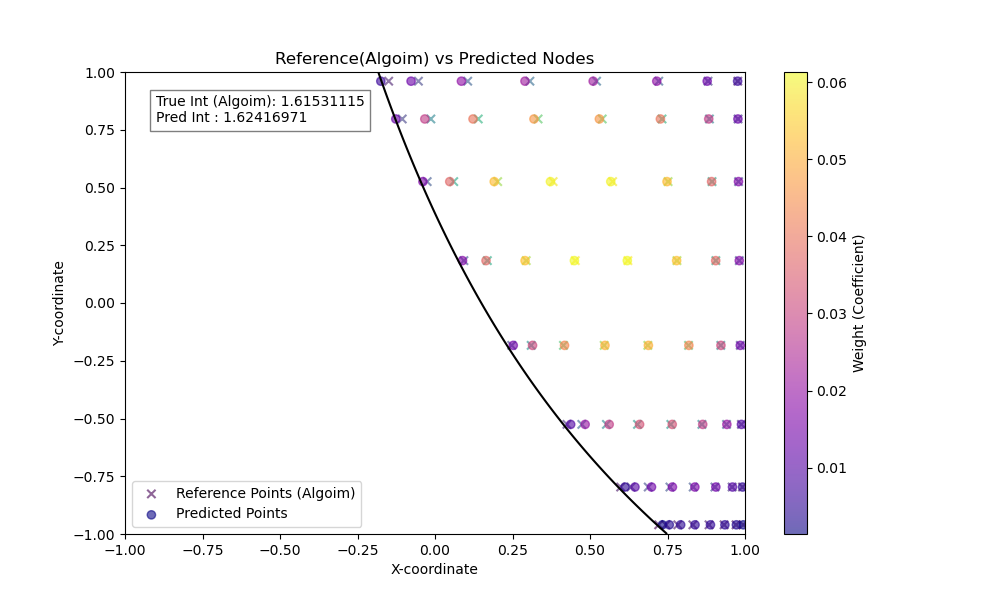 Reference(Algoim) vs Predicted Nodes
True Int (Algoim): 1.61531115
Pred Int : 1.62416971
1.00
0.75
0.50
0.25
0.00
−0.25
−0.50
−0.75
−1.00
Y-coordinate
Reference Points (Algoim)
Predicted Points
−1.00 −0.75 −0.50 −0.25 0.00 0.25 0.50 0.75 1.00
X-coordinate
0.06
0.05
0.04
0.03
0.02
0.01
Weight (Coefficient)